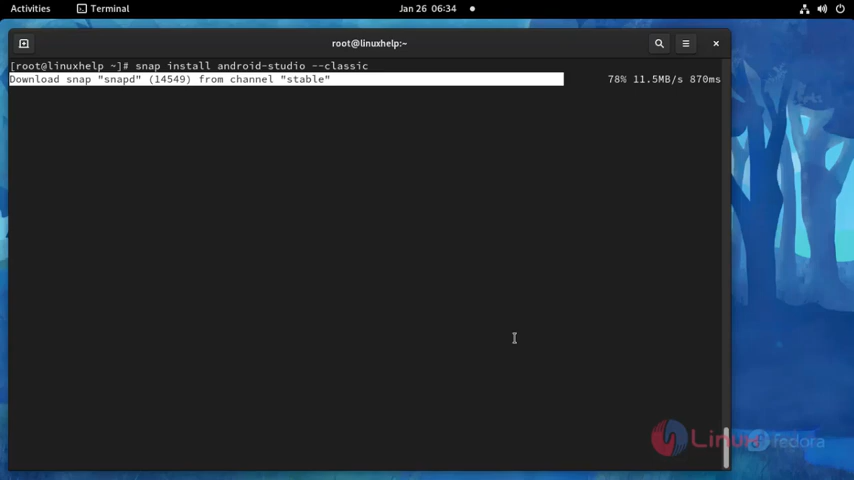 Activities Terminal Jan 26 06:34
root@linuxhelp:~
[root@linuxhelp ~]# snap install android-studio --classic
Download snap "snapd" (14549) from channel "stable" 78% 11.5MB/s 870ms
fedora